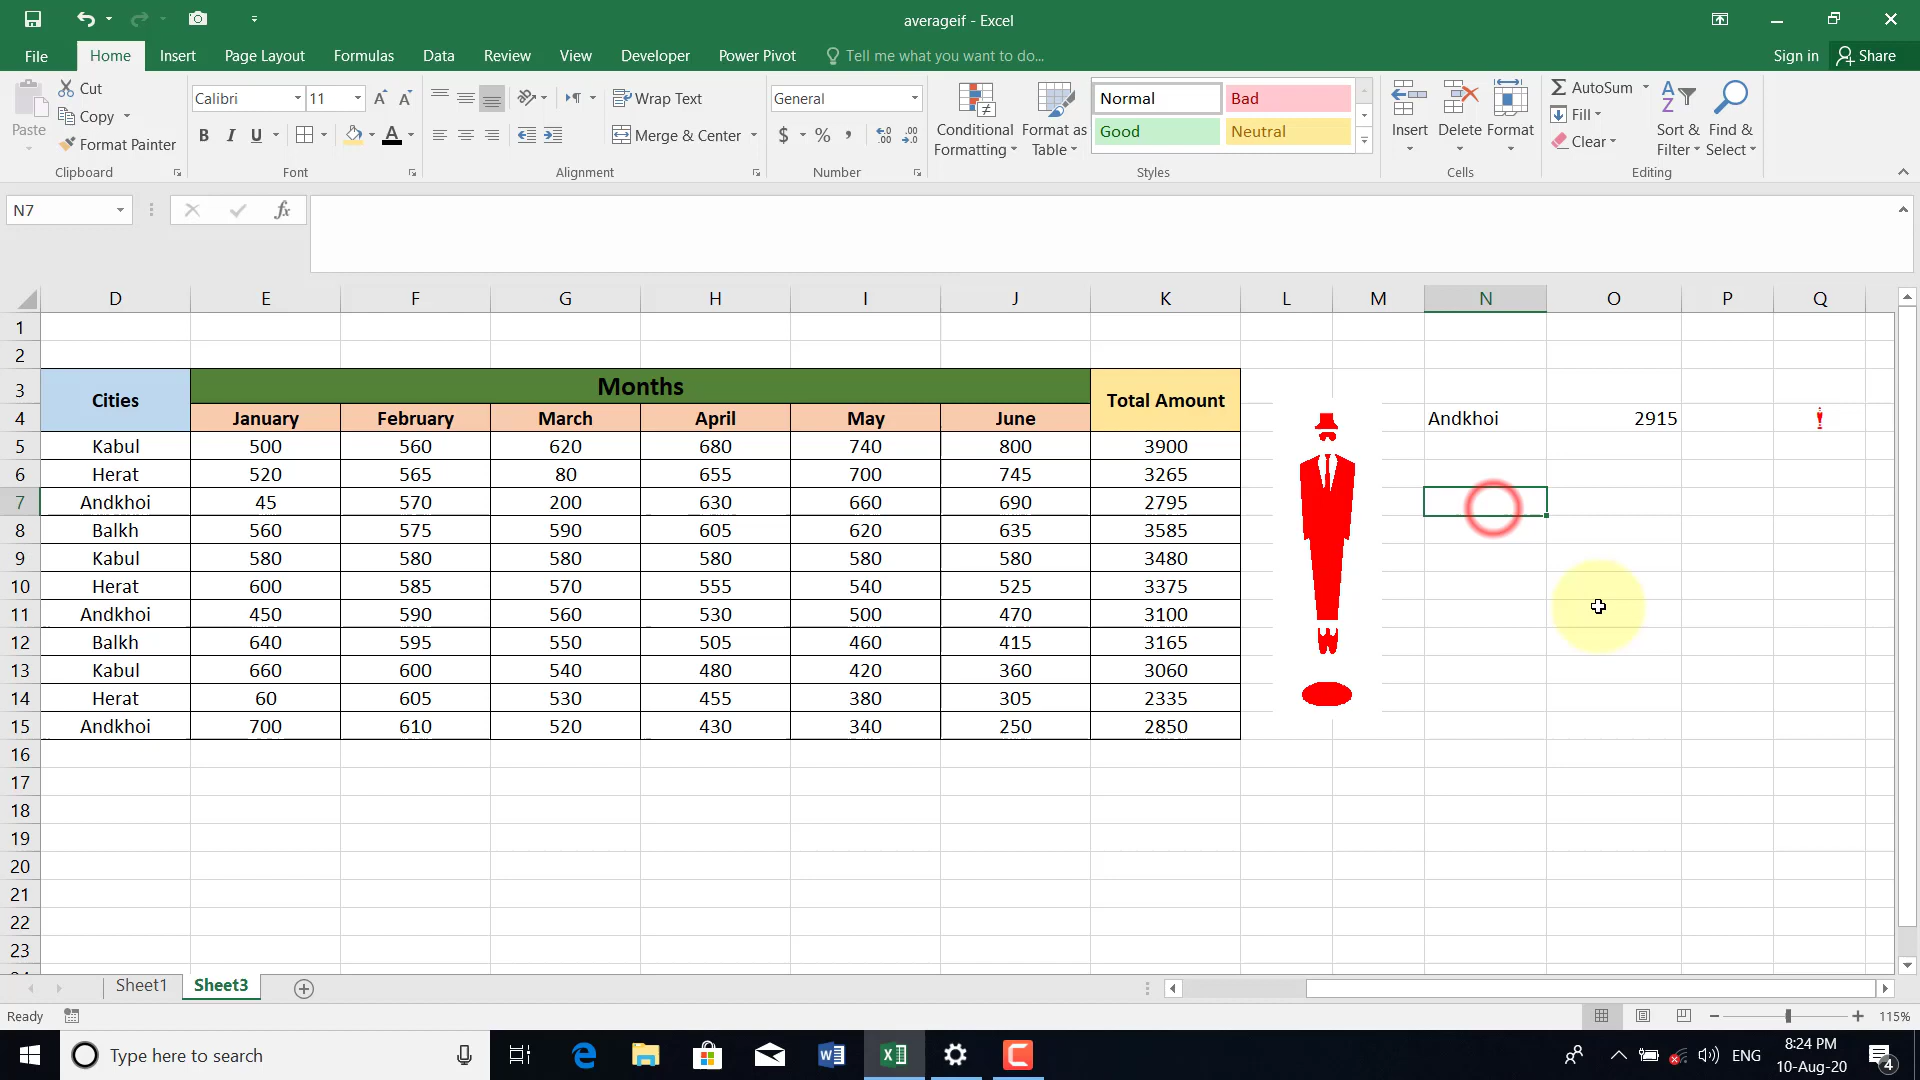 averageif - Excel
File Home Insert Page Layout Formulas Data Review View Developer Power Pivot Tell me what you want to do... Sign in Share
Paste Cut Copy Format Painter Clipboard
Calibri 11 B I U A Font
Wrap Text Merge & Center Alignment
General $ % , Number
Conditional Formatting Format as Table Normal Bad Good Neutral Styles
Insert Delete Format Cells
AutoSum Fill Clear Sort & Filter Find & Select Editing
N7 fx
D E F G H I J K L M N O P Q
1
2
3 Cities Months Total Amount
4 January February March April May June Andkhoi 2915 !
5 Kabul 500 560 620 680 740 800 3900
6 Herat 520 565 80 655 700 745 3265
7 Andkhoi 45 570 200 630 660 690 2795
8 Balkh 560 575 590 605 620 635 3585
9 Kabul 580 580 580 580 580 580 3480
10 Herat 600 585 570 555 540 525 3375
11 Andkhoi 450 590 560 530 500 470 3100
12 Balkh 640 595 550 505 460 415 3165
13 Kabul 660 600 540 480 420 360 3060
14 Herat 60 605 530 455 380 305 2335
15 Andkhoi 700 610 520 430 340 250 2850
16
17
18
19
20
21
22
23
Sheet1 Sheet3
Ready 115%
Type here to search ENG 8:24 PM
10-Aug-20 4